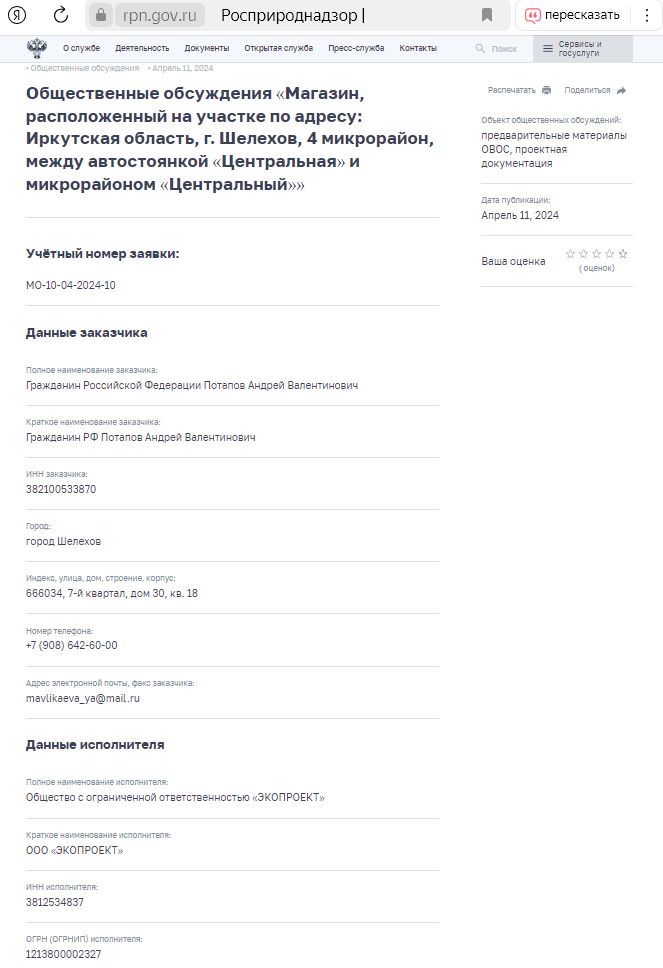 Я rpn.gov.ru Росприроднадзор | пересказать
О службе Деятельность Документы Открытая служба Пресс-служба Контакты Поиск Сервисы и
госуслуги
• Общественные обсуждения • Апрель 11, 2024
Общественные обсуждения «Магазин,
расположенный на участке по адресу:
Иркутская область, г. Шелехов, 4 микрорайон,
между автостоянкой «Центральная» и
микрорайоном «Центральный»»
Распечатать Поделиться
Объект общественных обсуждений:
предварительные материалы
ОВОС, проектная
документация
Дата публикации:
Апрель 11, 2024
Ваша оценка
( оценок)
Учётный номер заявки:
МО-10-04-2024-10
Данные заказчика
Полное наименование заказчика:
Гражданин Российской Федерации Потапов Андрей Валентинович
Краткое наименование заказчика:
Гражданин РФ Потапов Андрей Валентинович
ИНН заказчика:
382100533870
Город:
город Шелехов
Индекс, улица, дом, строение, корпус:
666034, 7-й квартал, дом 30, кв. 18
Номер телефона:
+7 (908) 642-60-00
Адрес электронной почты, факс заказчика:
mavlikaeva_ya@mail.ru
Данные исполнителя
Полное наименование исполнителя:
Общество с ограниченной ответственностью «ЭКОПРОЕКТ»
Краткое наименование исполнителя:
ООО «ЭКОПРОЕКТ»
ИНН исполнителя:
3812534837
ОГРН (ОГРНИП) исполнителя:
1213800002327